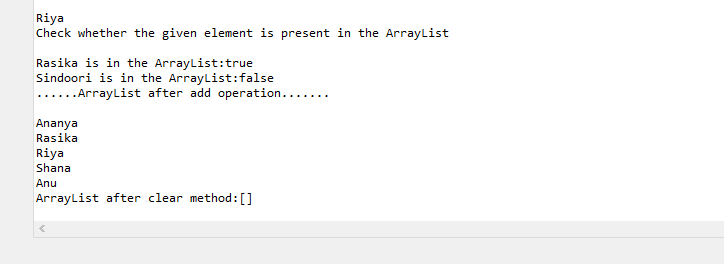 Riya
Check whether the given element is present in the ArrayList
Rasika is in the ArrayList:true
Sindoori is in the ArrayList:false
......ArrayList after add operation.......
Ananya
Rasika
Riya
Shana
Anu
ArrayList after clear method:[]